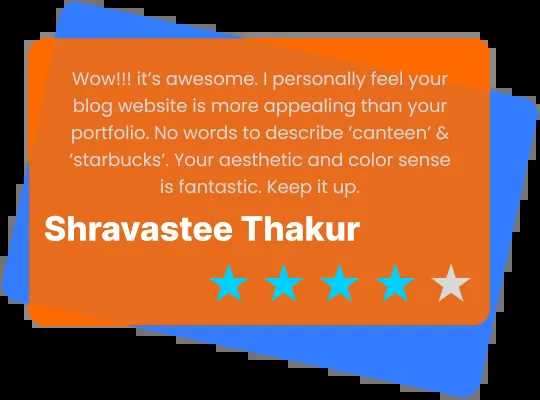 Wow!!! it’s awesome. I personally feel your
blog website is more appealing than your
portfolio. No words to describe ‘canteen’ &
‘starbucks’. Your aesthetic and color sense
is fantastic. Keep it up.
Shravastee Thakur